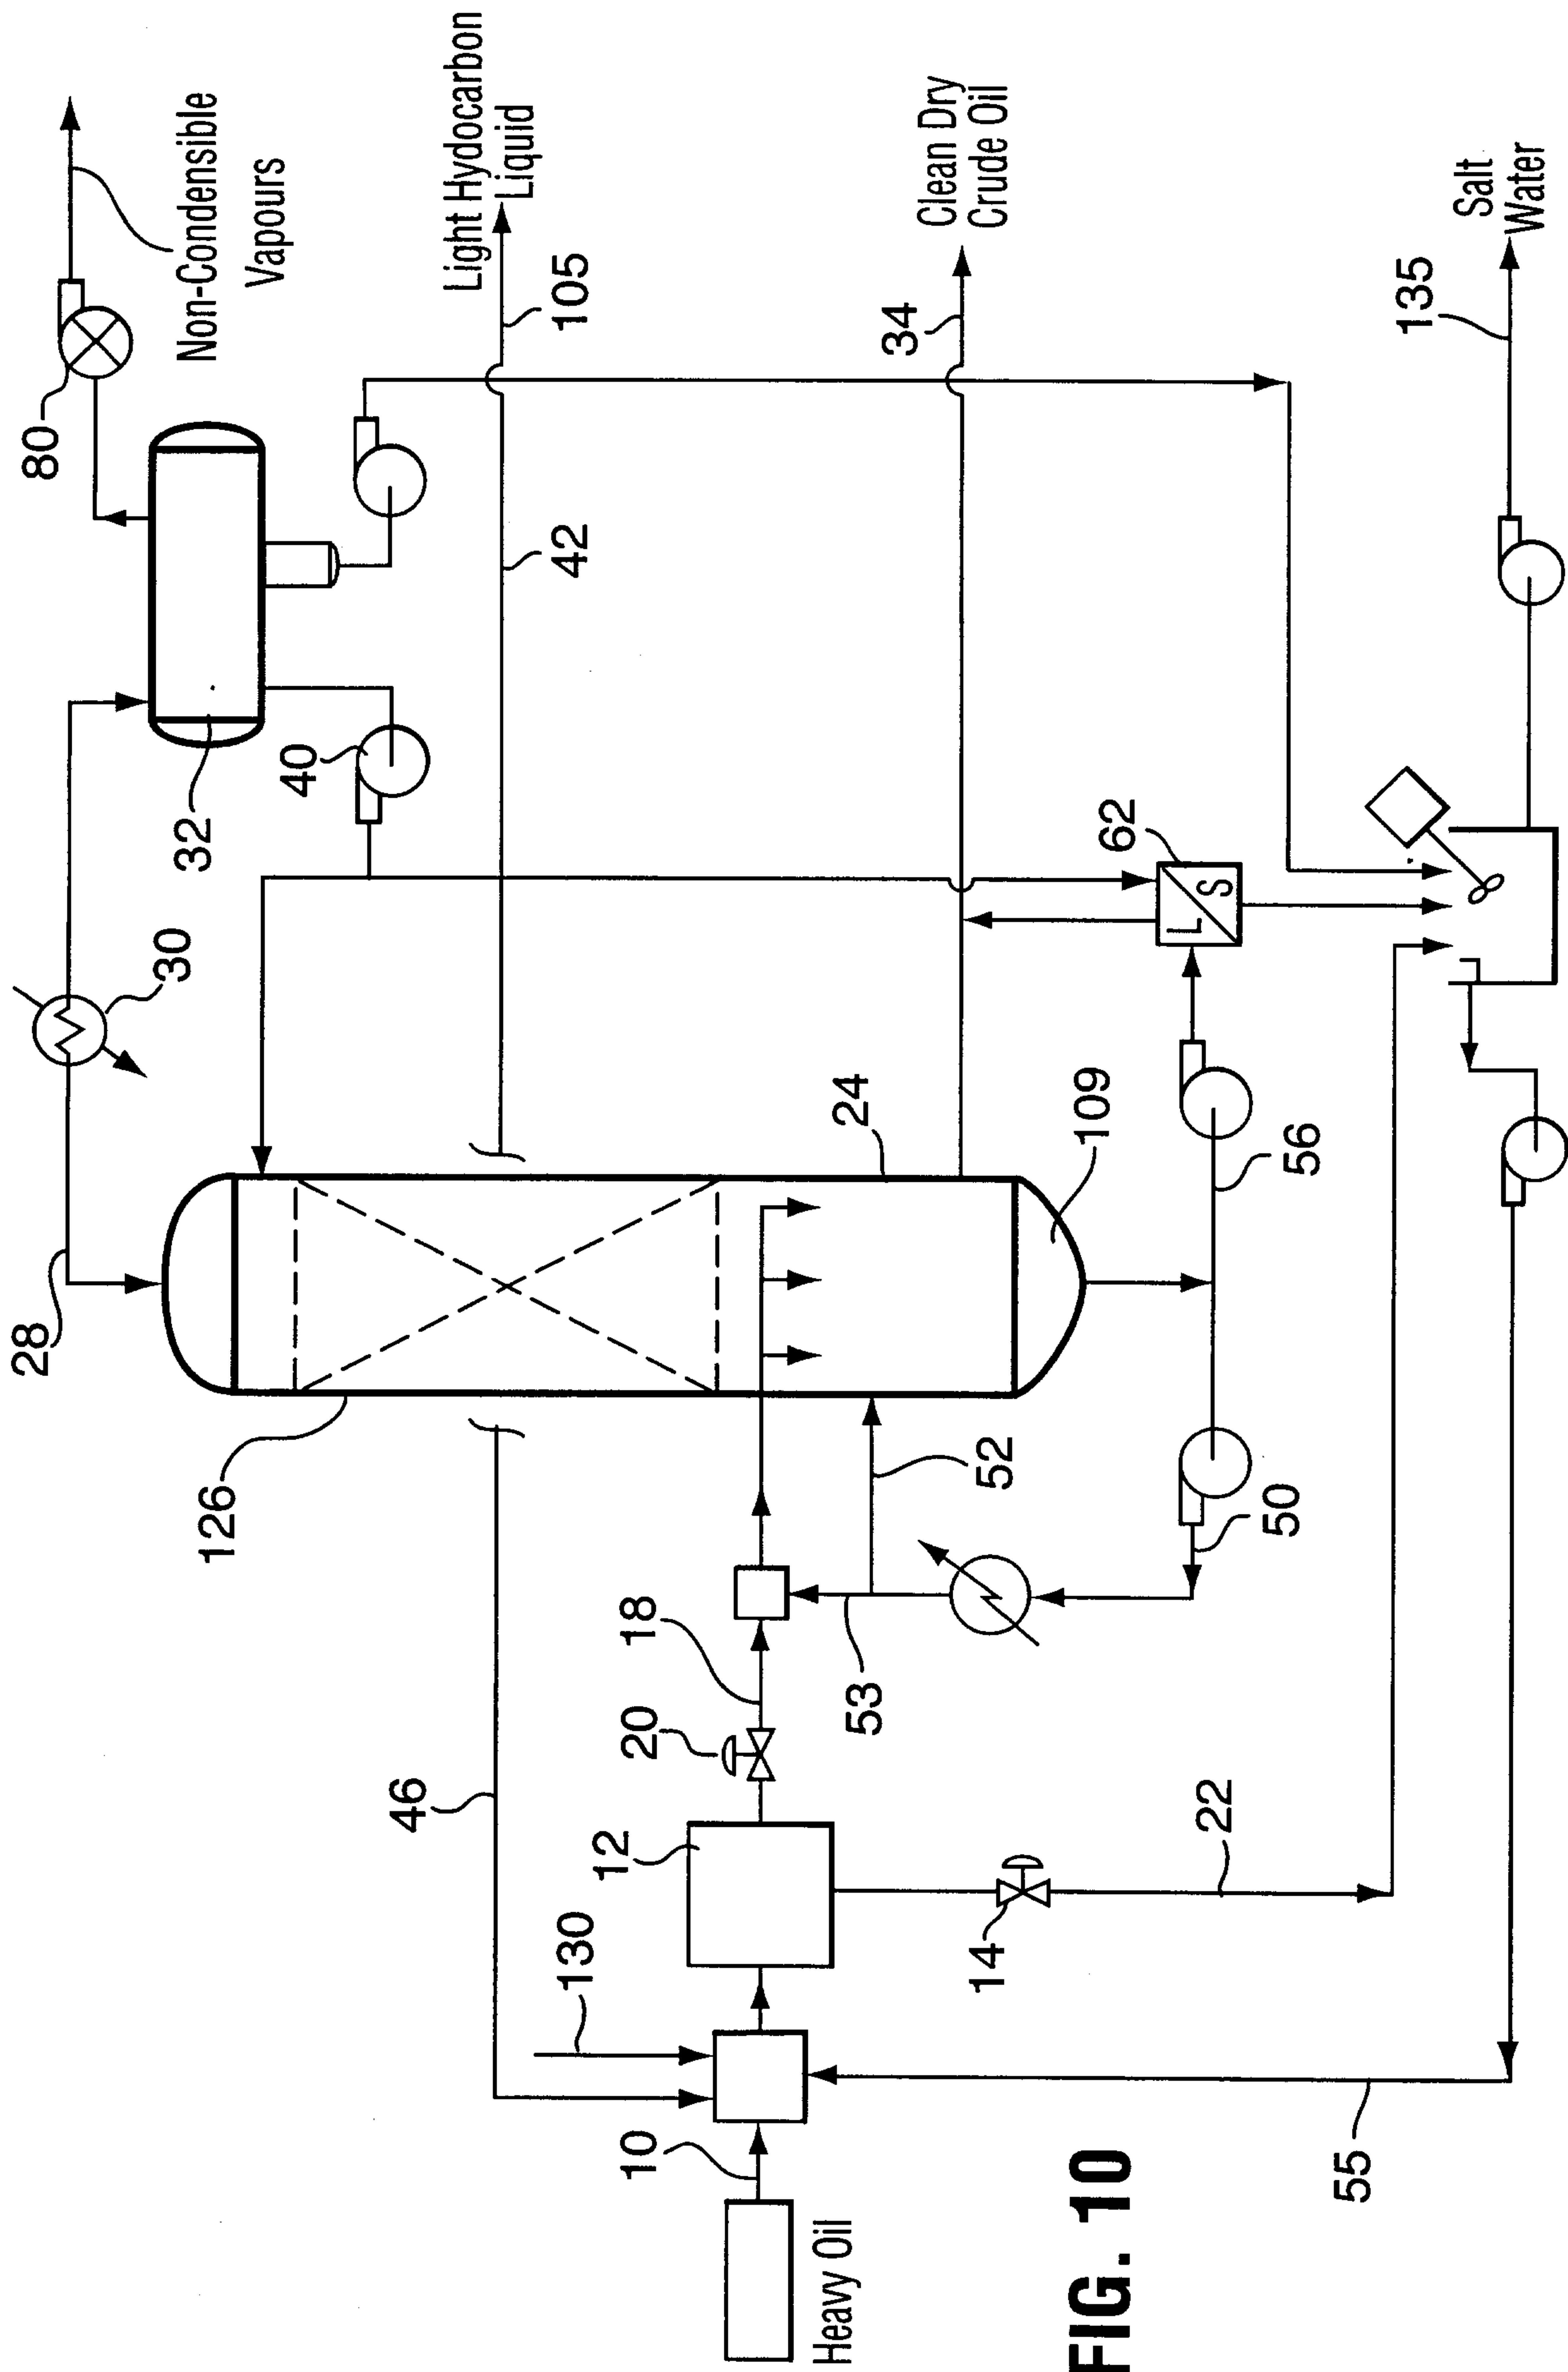 80
Non-Condensible
Vapours
Light Hydocarbon
Liquid
105
28
30
32
40
42
126
24
34
Clean Dry
Crude Oil
46
130
10
12
20
18
53
52
109
62
L
S
50
56
14
22
135
Salt
Water
Heavy Oil
55
FIG. 10